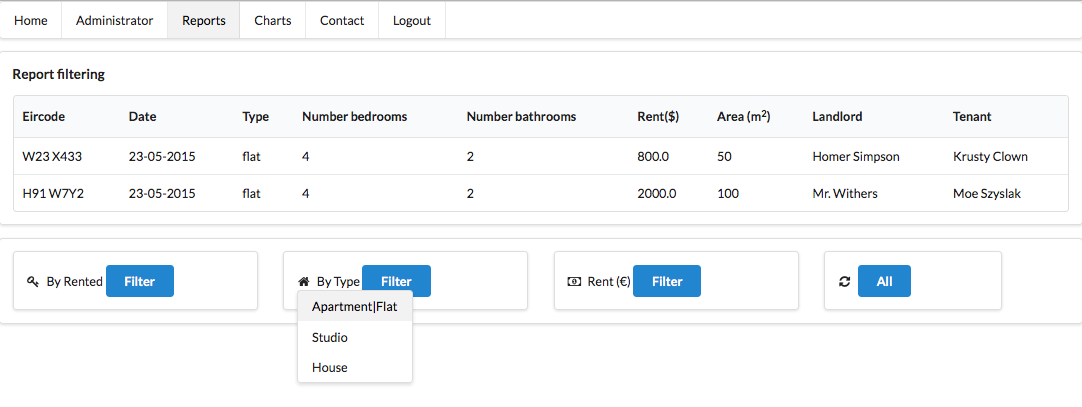 Home Administrator Reports Charts Contact Logout
Report filtering
Eircode Date Type Number bedrooms Number bathrooms Rent($) Area (m²) Landlord Tenant
W23 X433 23-05-2015 flat 4 2 800.0 50 Homer Simpson Krusty Clown
H91 W7Y2 23-05-2015 flat 4 2 2000.0 100 Mr. Withers Moe Szyslak
By Rented Filter By Type Filter Rent (€) Filter All
Apartment|Flat
Studio
House